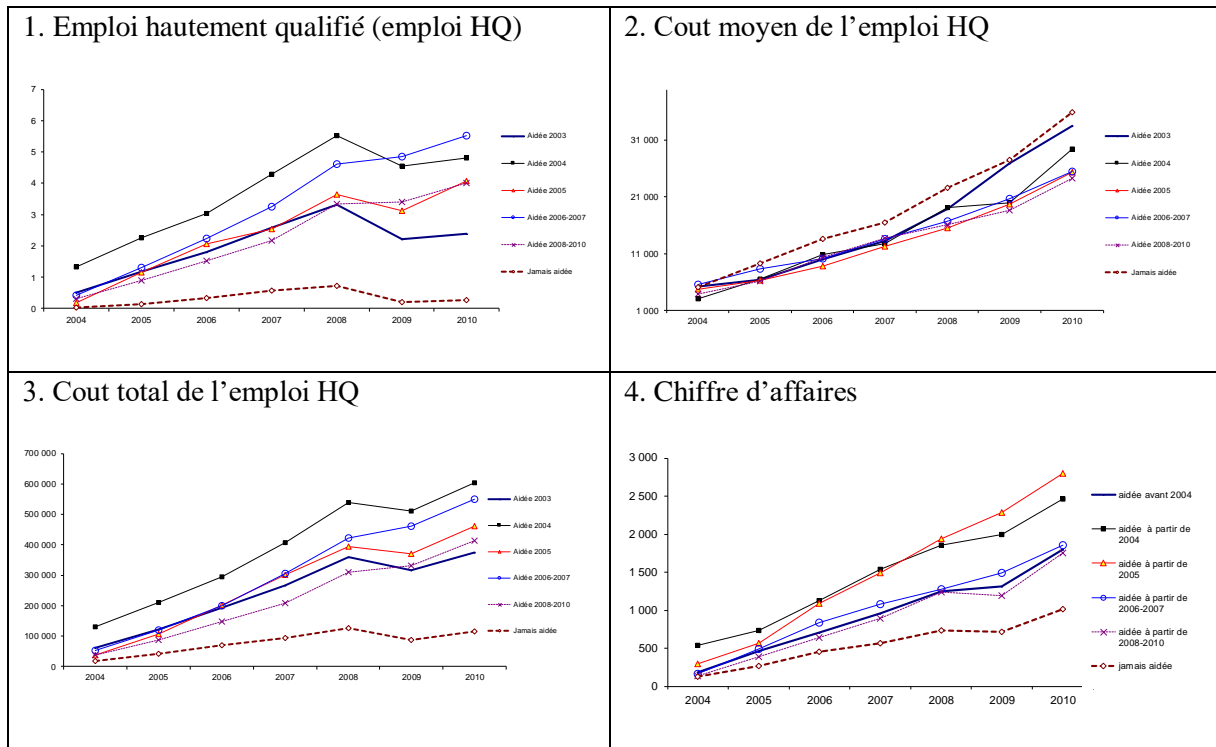 1. Emploi hautement qualifié (emploi HQ)
7
6
5
4
3
2
1
0
2004 2005 2006 2007 2008 2009 2010
Aidée 2003
Aidée 2004
Aidée 2005
Aidée 2006-2007
Aidée 2008-2010
Jamais aidée
2. Cout moyen de l'emploi HQ
31 000
21 000
11 000
1 000
2004 2005 2006 2007 2008 2009 2010
Aidée 2003
Aidée 2004
Aidée 2005
Aidée 2006-2007
Aidée 2008-2010
Jamais aidée
3. Cout total de l'emploi HQ
700 000
600 000
500 000
400 000
300 000
200 000
100 000
0
2004 2005 2006 2007 2008 2009 2010
Aidée 2003
Aidée 2004
Aidée 2005
Aidée 2006-2007
Aidée 2008-2010
Jamais aidée
4. Chiffre d'affaires
3 000
2 500
2 000
1 500
1 000
500
0
2004 2005 2006 2007 2008 2009 2010
aidée avant 2004
aidée à partir de
2004
aidée à partir de
2005
aidée à partir de
2006-2007
aidée à partir de
2008-2010
jamais aidée